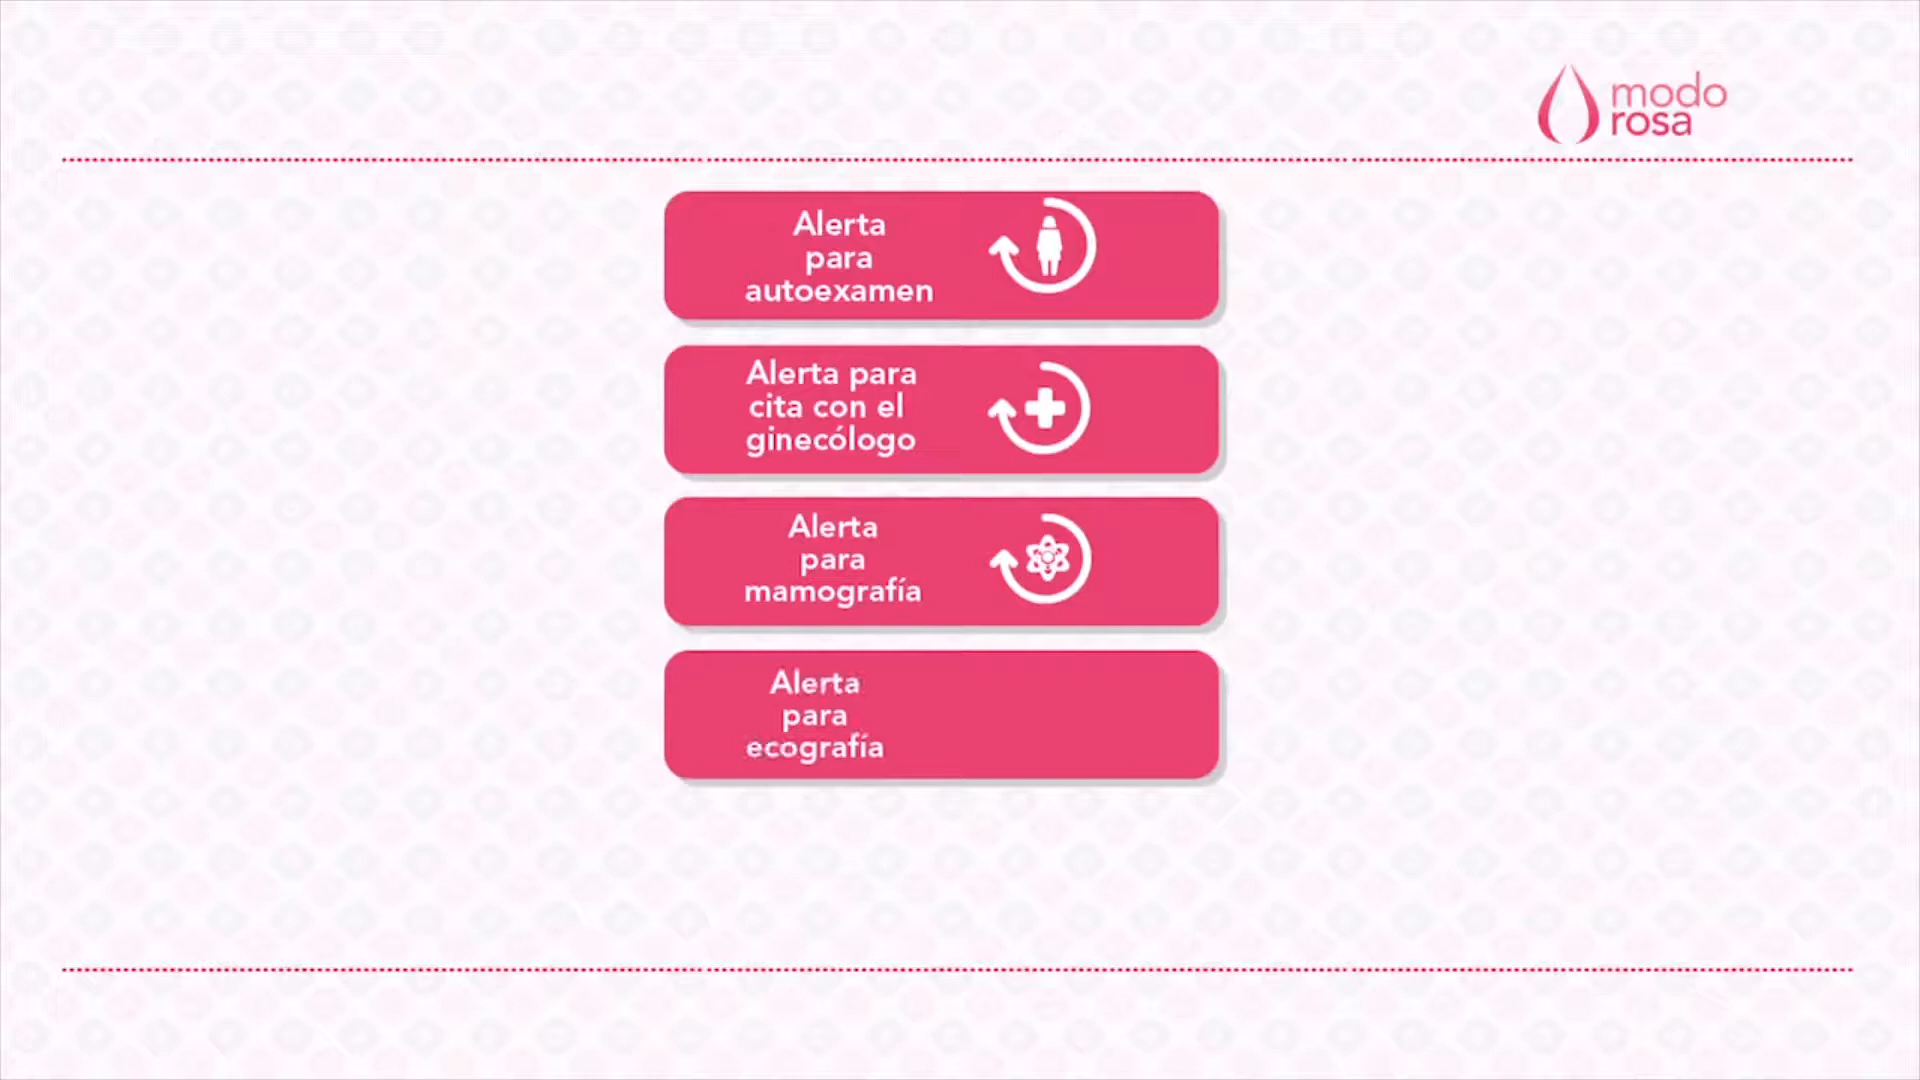 modo
rosa
Alerta
para
autoexamen
Alerta para
cita con el
ginecólogo
Alerta
para
mamografía
Alerta
para
ecografía